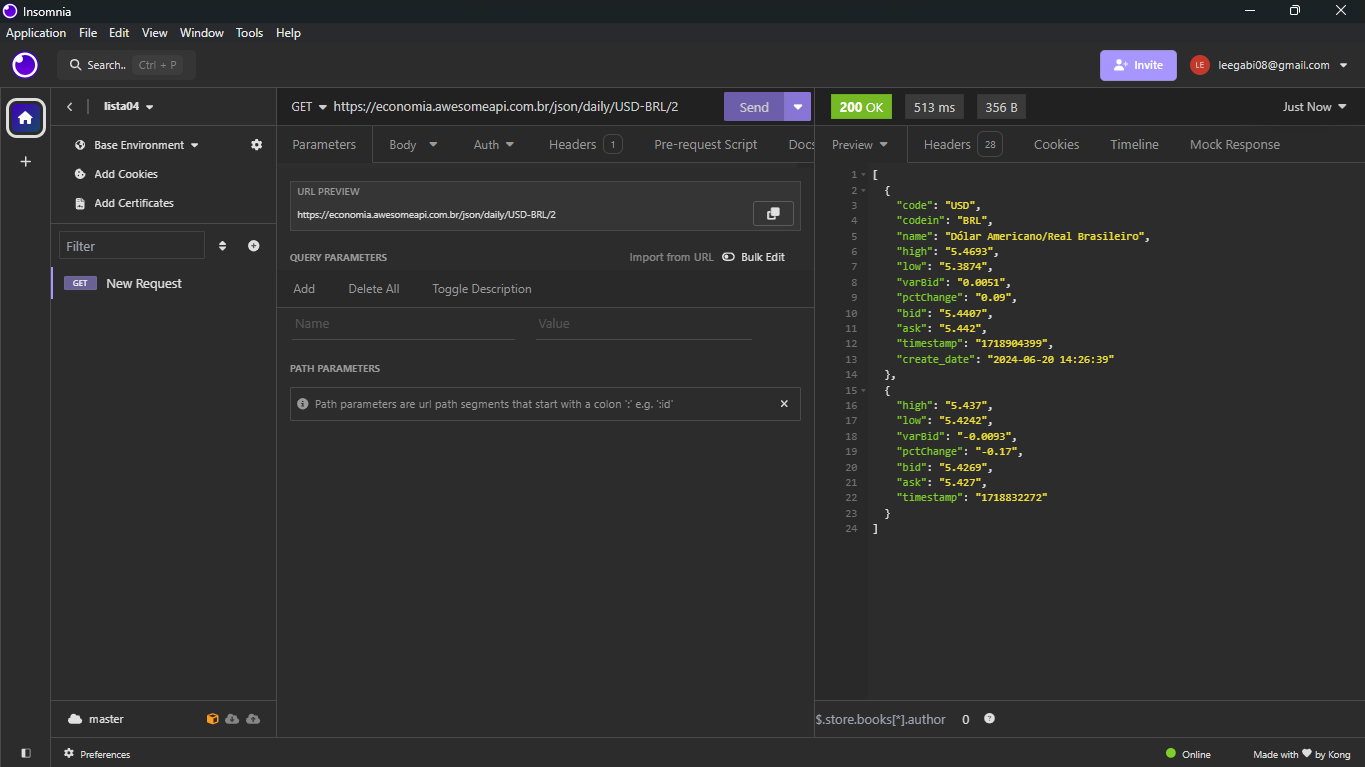 Insomnia
Application File Edit View Window Tools Help
Search.. Ctrl + P
Invite
LE leegabi08@gmail.com
lista04
GET https://economia.awesomeapi.com.br/json/daily/USD-BRL/2 Send
200 OK 513 ms 356 B Just Now
Base Environment
Add Cookies
Add Certificates
Filter
GET New Request
Parameters Body Auth Headers 1 Pre-request Script Docs
URL PREVIEW
https://economia.awesomeapi.com.br/json/daily/USD-BRL/2
QUERY PARAMETERS Import from URL Bulk Edit
Add Delete All Toggle Description
Name Value
PATH PARAMETERS
Path parameters are url path segments that start with a colon ':' e.g. ':id'
Preview Headers 28 Cookies Timeline Mock Response
1 [
2 {
3 "code": "USD",
4 "codein": "BRL",
5 "name": "Dólar Americano/Real Brasileiro",
6 "high": "5.4693",
7 "low": "5.3874",
8 "varBid": "0.0051",
9 "pctChange": "0.09",
10 "bid": "5.4407",
11 "ask": "5.442",
12 "timestamp": "1718904399",
13 "create_date": "2024-06-20 14:26:39"
14 },
15 {
16 "high": "5.437",
17 "low": "5.4242",
18 "varBid": "-0.0093",
19 "pctChange": "-0.17",
20 "bid": "5.4269",
21 "ask": "5.427",
22 "timestamp": "1718832272"
23 }
24 ]
master
$.store.books[*].author 0 ?
Preferences
Online Made with ♥ by Kong